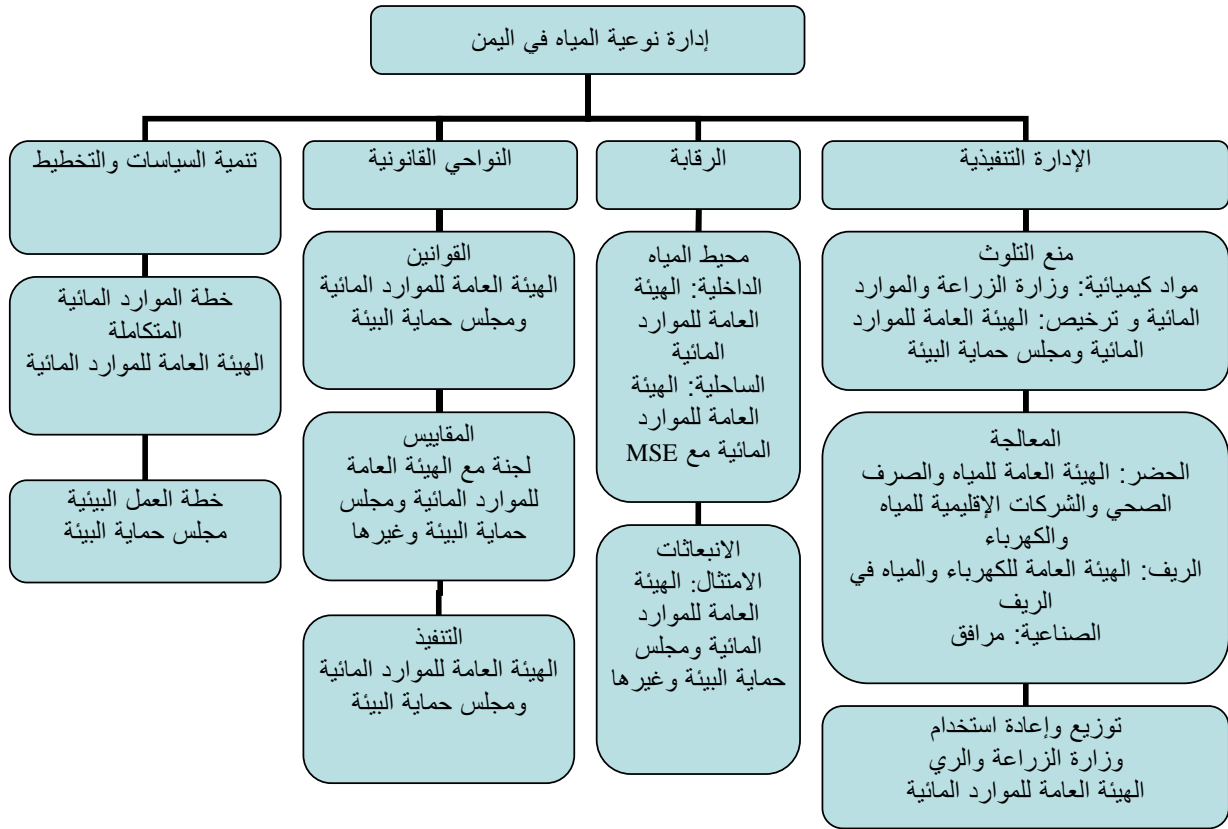 إدارة نوعية المياه في اليمن
الإدارة التنفيذية
منع التلوث
مواد كيميائية: وزارة الزراعة والموارد
المائية و ترخيص: الهيئة العامة للموارد
المائية ومجلس حماية البيئة
المعالجة
الحضر: الهيئة العامة للمياه والصرف
الصحي والشركات الإقليمية للمياه
والكهرباء
الريف: الهيئة العامة للكهرباء والمياه في
الريف
الصناعية: مرافق
توزيع وإعادة استخدام
وزارة الزراعة والري
الهيئة العامة للموارد المائية
الرقابة
محيط المياه
الداخلية: الهيئة
العامة للموارد
المائية
الساحلية: الهيئة
العامة للموارد
المائية مع MSE
الانبعاثات
الامتثال: الهيئة
العامة للموارد
المائية ومجلس
حماية البيئة وغيرها
النواحي القانونية
القوانين
الهيئة العامة للموارد المائية
ومجلس حماية البيئة
المقاييس
لجنة مع الهيئة العامة
للموارد المائية ومجلس
حماية البيئة وغيرها
التنفيذ
الهيئة العامة للموارد المائية
ومجلس حماية البيئة
تنمية السياسات والتخطيط
خطة الموارد المائية
المتكاملة
الهيئة العامة للموارد المائية
خطة العمل البيئية
مجلس حماية البيئة